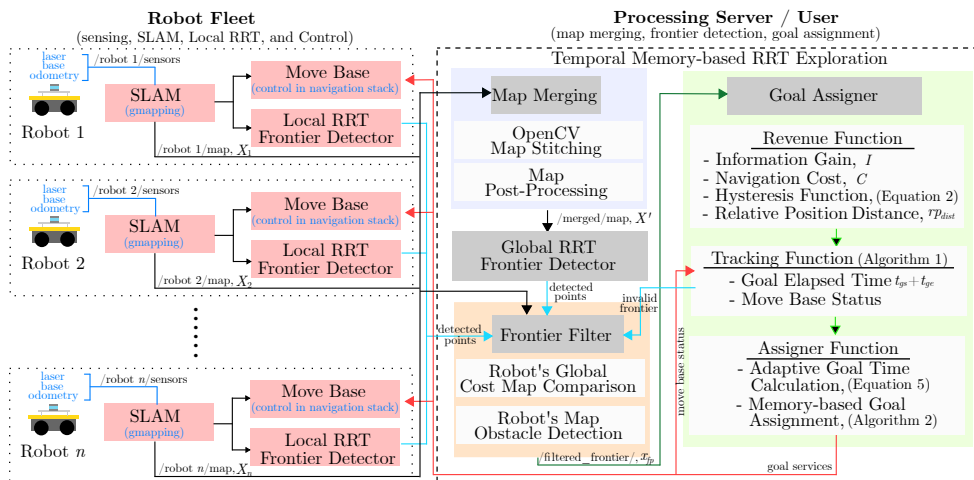 Robot Fleet
(sensing, SLAM, Local RRT, and Control)
laser
base
odometry
/robot 1/sensors
SLAM
(gmapping)
Move Base
(control in navigation stack)
Local RRT
Frontier Detector
Robot 1
/robot 1/map, X1
laser
base
odometry
/robot 2/sensors
SLAM
(gmapping)
Move Base
(control in navigation stack)
Local RRT
Frontier Detector
Robot 2
/robot 2/map, X2
laser
base
odometry
/robot n/sensors
SLAM
(gmapping)
Move Base
(control in navigation stack)
Local RRT
Frontier Detector
Robot n
/robot n/map, Xn
Processing Server / User
(map merging, frontier detection, goal assignment)
Temporal Memory-based RRT Exploration
Map Merging
OpenCV
Map Stitching
Map
Post-Processing
/merged/map, X'
Global RRT
Frontier Detector
detected
points
invalid
frontier
detected
points
Frontier Filter
Robot's Global
Cost Map Comparison
Robot's Map
Obstacle Detection
/filtered_frontier/, xfp
move base status
goal services
Goal Assigner
Revenue Function
- Information Gain, I
- Navigation Cost, C
- Hysteresis Function, (Equation 2)
- Relative Position Distance, rpdist
Tracking Function (Algorithm 1)
- Goal Elapsed Time tgs + tge
- Move Base Status
Assigner Function
- Adaptive Goal Time
Calculation, (Equation 5)
- Memory-based Goal
Assignment, (Algorithm 2)